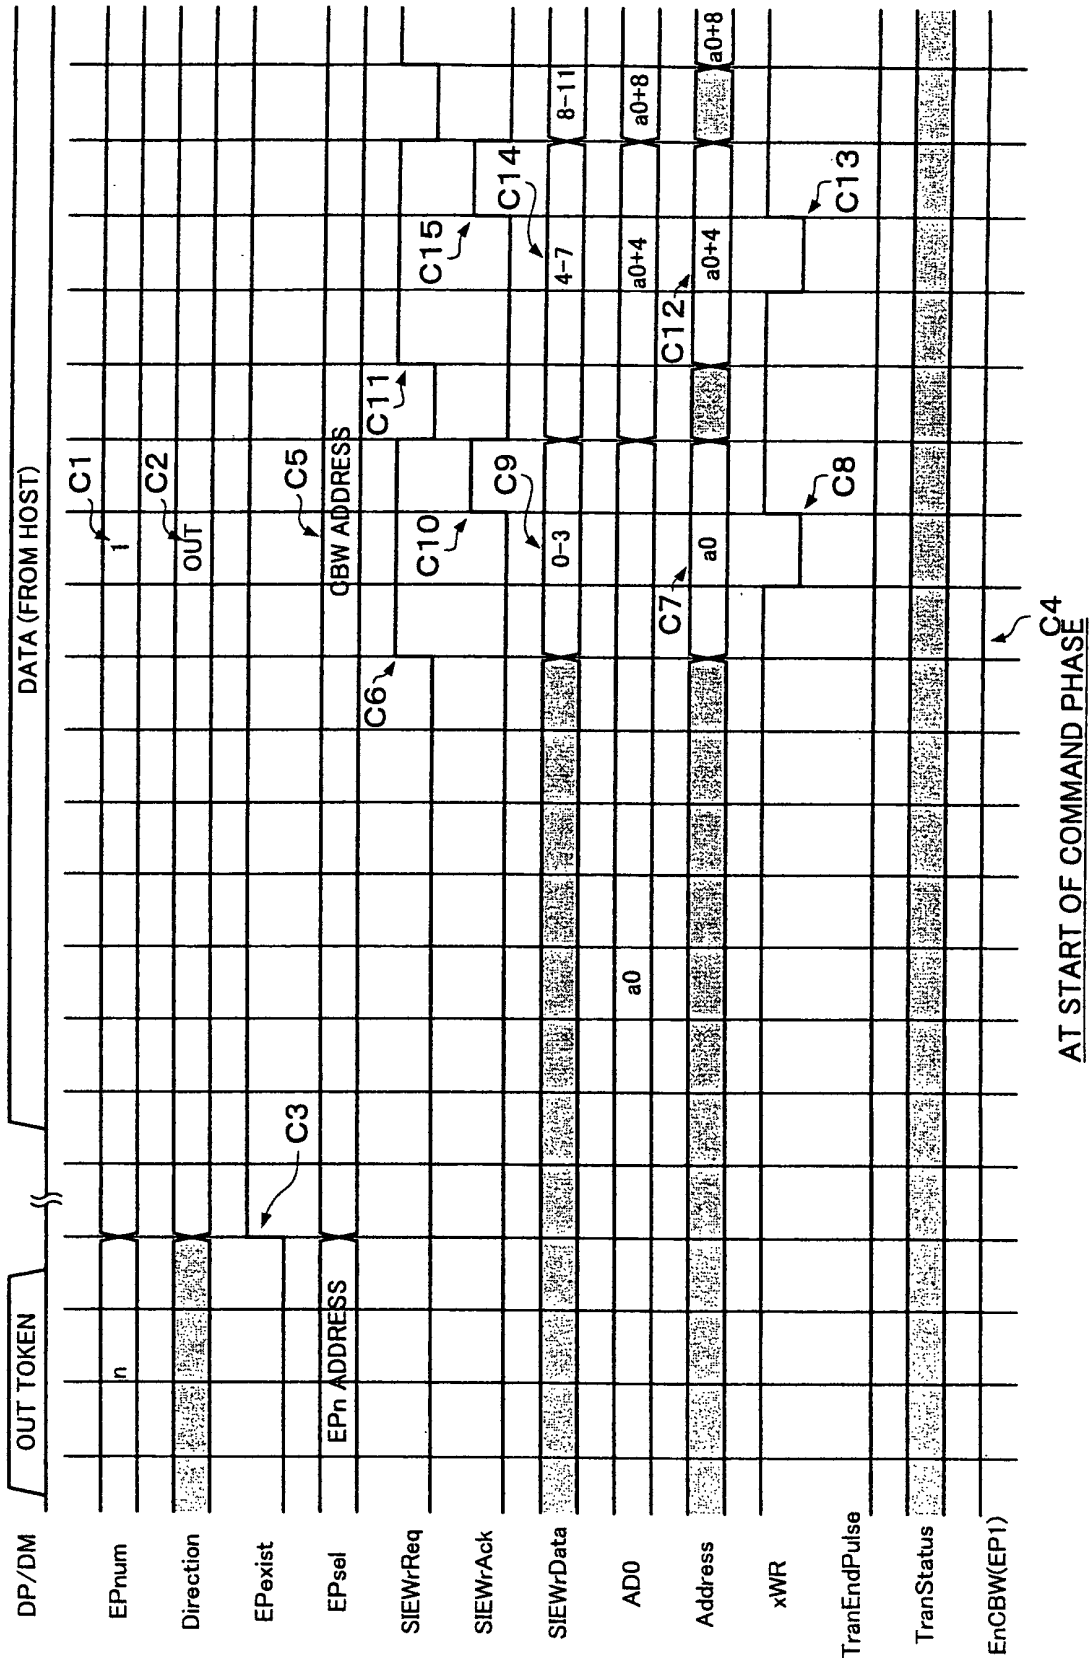 DP/DM
OUT TOKEN
DATA (FROM HOST)
EPnum
n
1
C1
Direction
OUT
C2
EPexist
C3
EPsel
EPn ADDRESS
CBW ADDRESS
C5
SIEWrReq
C6
C11
SIEWrAck
C10
C15
SIEWrData
0-3
C9
4-7
C14
8-11
AD0
a0
a0+4
a0+8
Address
C7
a0
C12
a0+4
a0+8
xWR
C8
C13
TranEndPulse
TranStatus
EnCBW(EP1)
C4
AT START OF COMMAND PHASE